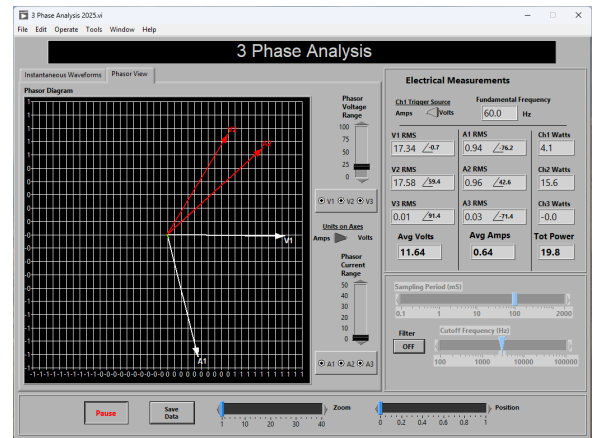 3 Phase Analysis 2025.vi
File Edit Operate Tools Window Help
3 Phase Analysis
Instantaneous Waveforms Phasor View
Phasor Diagram
V1
A1
Phasor
Voltage
Range
100
75
50
25
0
V1 V2 V3
Units on Axes
Amps Volts
Phasor
Current
Range
50
40
30
20
10
0
A1 A2 A3
Electrical Measurements
Ch1 Trigger Source Fundamental Frequency
Amps Volts 60.0 Hz
V1 RMS A1 RMS Ch1 Watts
17.34 -0.7 0.94 -76.2 4.1
V2 RMS A2 RMS Ch2 Watts
17.58 59.4 0.96 42.6 15.6
V3 RMS A3 RMS Ch3 Watts
0.01 91.4 0.03 -71.4 -0.0
Avg Volts Avg Amps Tot Power
11.64 0.64 19.8
Sampling Period (mS)
0.1 1 10 100 2000
Filter Cutoff Frequency (Hz)
OFF
100 1000 10000 100000
Pause Save Data Zoom Position
1 10 20 30 40 0 0.2 0.4 0.6 0.8 1